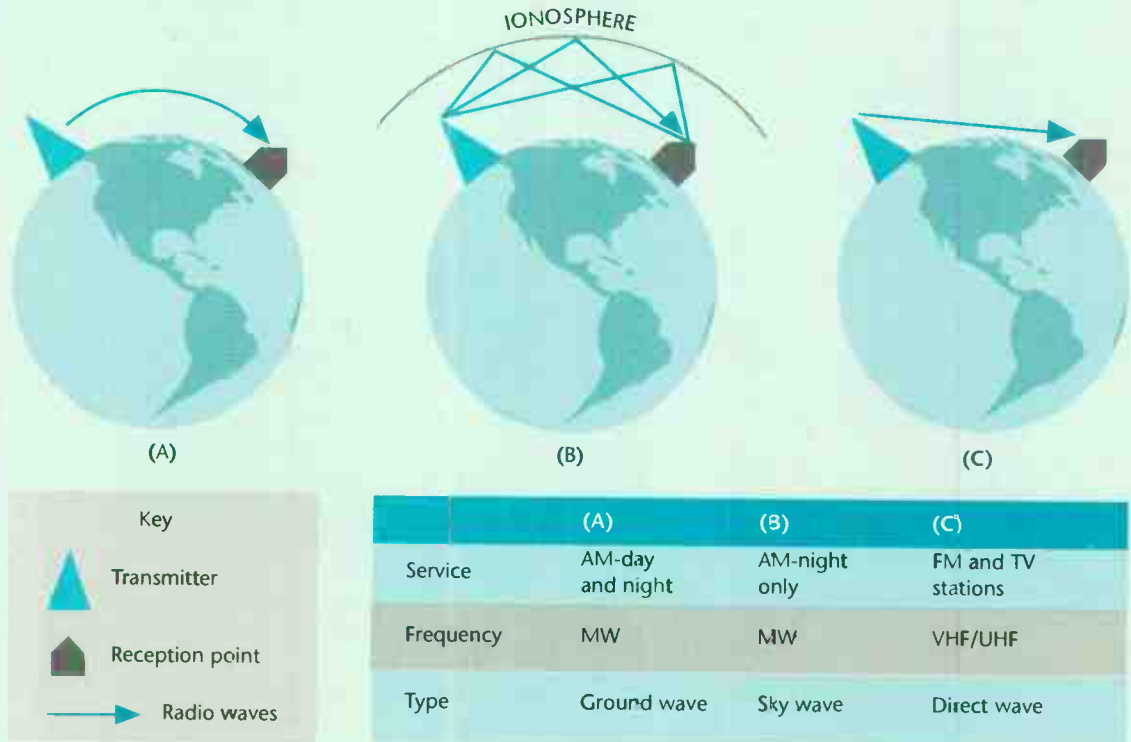 IONOSPHERE
(A)
(B)
(C)
Key
Transmitter
Reception point
Radio waves
(A) (B) (C)
Service AM-day and night AM-night only FM and TV stations
Frequency MW MW VHF/UHF
Type Ground wave Sky wave Direct wave